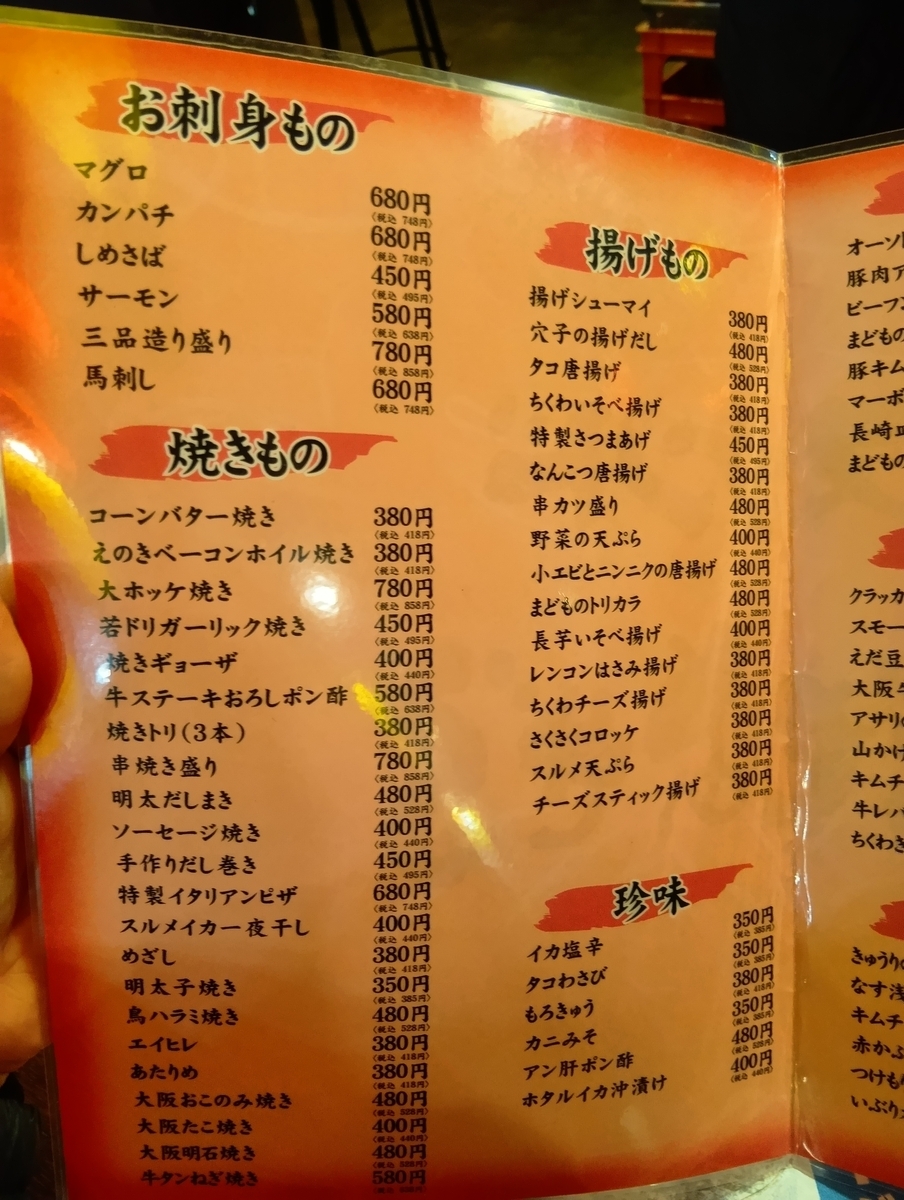 お刺身もの
マグロ 680円
(税込 748円)
カンパチ 680円
(税込 748円)
しめさば 450円
(税込 495円)
サーモン 580円
(税込 638円)
三品造り盛り 780円
(税込 858円)
馬刺し 680円
(税込 748円)
焼きもの
コーンバター焼き 380円
(税込 418円)
えのきベーコンホイル焼き 380円
(税込 418円)
大ホッケ焼き 780円
(税込 858円)
若ドリガーリック焼き 450円
(税込 495円)
焼きギョーザ 400円
(税込 440円)
牛ステーキおろしポン酢 580円
(税込 638円)
焼きトリ(3本) 380円
(税込 418円)
串焼き盛り 780円
(税込 858円)
明太だしまき 480円
(税込 528円)
ソーセージ焼き 400円
(税込 440円)
手作りだし巻き 450円
(税込 495円)
特製イタリアンピザ 680円
(税込 748円)
スルメイカ一夜干し 400円
(税込 440円)
めざし 380円
(税込 418円)
明太子焼き 350円
(税込 385円)
鳥ハラミ焼き 480円
(税込 528円)
エイヒレ 380円
(税込 418円)
あたりめ 380円
(税込 418円)
大阪おこのみ焼き 480円
(税込 528円)
大阪たこ焼き 400円
(税込 440円)
大阪明石焼き 480円
(税込 528円)
牛タンねぎ焼き 580円
揚げもの
揚げシューマイ 380円
(税込 418円)
穴子の揚げだし 480円
(税込 528円)
タコ唐揚げ 380円
(税込 418円)
ちくわいそべ揚げ 380円
(税込 418円)
特製さつまあげ 450円
(税込 495円)
なんこつ唐揚げ 380円
(税込 418円)
串カツ盛り 480円
(税込 528円)
野菜の天ぷら 400円
(税込 440円)
小エビとニンニクの唐揚げ 480円
(税込 528円)
まどものトリカラ 480円
(税込 528円)
長芋いそべ揚げ 400円
(税込 440円)
レンコンはさみ揚げ 380円
(税込 418円)
ちくわチーズ揚げ 380円
(税込 418円)
さくさくコロッケ 380円
(税込 418円)
スルメ天ぷら 380円
(税込 418円)
チーズスティック揚げ 380円
(税込 418円)
珍味
イカ塩辛 350円
(税込 385円)
タコわさび 350円
(税込 385円)
もろきゅう 380円
(税込 418円)
カニみそ 350円
(税込 385円)
アン肝ポン酢 480円
(税込 528円)
ホタルイカ沖漬け 400円
(税込 440円)
オーソ
豚肉ア
ビーフン
まどもの
豚キム
マーボ
長崎皿
まどもの
クラッカ
スモー
えだ豆
大阪牛
アサリの
山かけ
キムチ
牛レバ
ちくわき
きゅうりの
なす浅
キムチ
赤かぶ
つけもり
いぶり